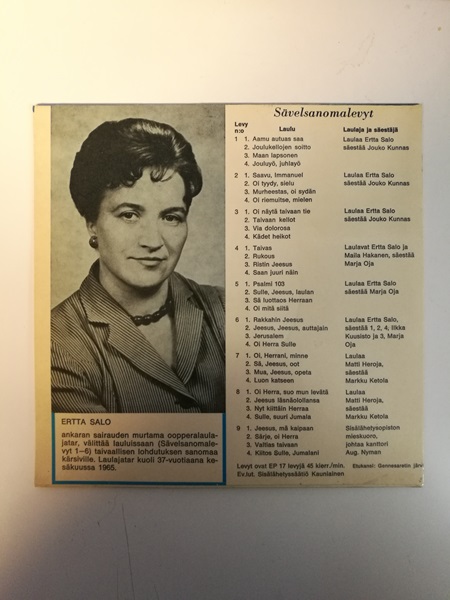 Sävelsanomalevyt
Levy n:o Laulu Laulaja ja säestäjä
1 1. Aamu autuas saa Laulaa Ertta Salo
2. Joulukellojen soitto säestää Jouko Kunnas
3. Maan lapsonen
4. Jouluyö, juhlayö
2 1. Saavu, Immanuel Laulaa Ertta Salo
2. Oi tyydy, sielu säestää Jouko Kunnas
3. Murheestas, oi sydän
4. Oi riemuitse, mielen
3 1. Oi näytä taivaan tie Laulaa Ertta Salo
2. Taivaan kellot säestää Jouko Kunnas
3. Via dolorosa
4. Kädet heikot
4 1. Taivas Laulavat Ertta Salo ja
2. Rukous Maila Hakanen, säestää
3. Ristin Jeesus Marja Oja
4. Saan juuri näin
5 1. Psalmi 103 Laulaa Ertta Salo
2. Sulle, Jeesus, laulan säestää Marja Oja
3. Sä luottaos Herraan
4. Oi mitä siitä
6 1. Rakkahin Jeesus Laulaa Ertta Salo,
2. Jeesus, Jeesus, auttajain säestää 1, 2, 4; Ilkka
3. Jerusalem Kuusisto ja 3, Marja
4. Oi Herra Sulle Oja
7 1. Oi, Herrani, minne Laulaa
2. Sä, Jeesus, oot Matti Heroja,
3. Mua, Jeesus, opeta säestää
4. Luon katseen Markku Ketola
8 1. Oi Herra, suo mun levätä Laulaa
2. Jeesus läsnäolollansa Matti Heroja,
3. Nyt kiittäin Herraa säestää
4. Sulle, suuri Jumala Markku Ketola
9 1. Jeesus, mä kaipaan Sisälähetysopiston
2. Särje, oi Herra mieskuoro,
3. Valtias taivaan johtaa kanttori
4. Kiitos Sulle, Jumalani Aug. Nyman
Levyt ovat EP 17 levyjä 45 kierr./min. Etukansi: Gennesaretin järvi
Ev.lut. Sisälähetyssäätiö Kauniainen
ERTTA SALO
ankaran sairauden murtama oopperalaula-
jatar, välittää lauluissaan (Sävelsanomale-
vyt 1—6) taivaallisen lohdutuksen sanomaa
kärsiville. Laulajatar kuoli 37-vuotiaana ke-
säkuussa 1965.